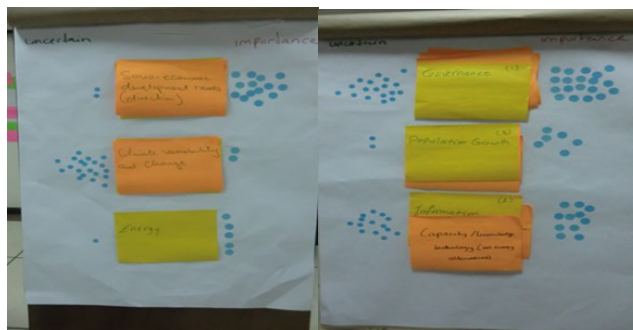 uncertain importance
Socio-economic
development needs
(direction)
Climate variability
and change
Energy
uncertain importance
Governance
Population Growth
Information
Capacity / knowledge
technology